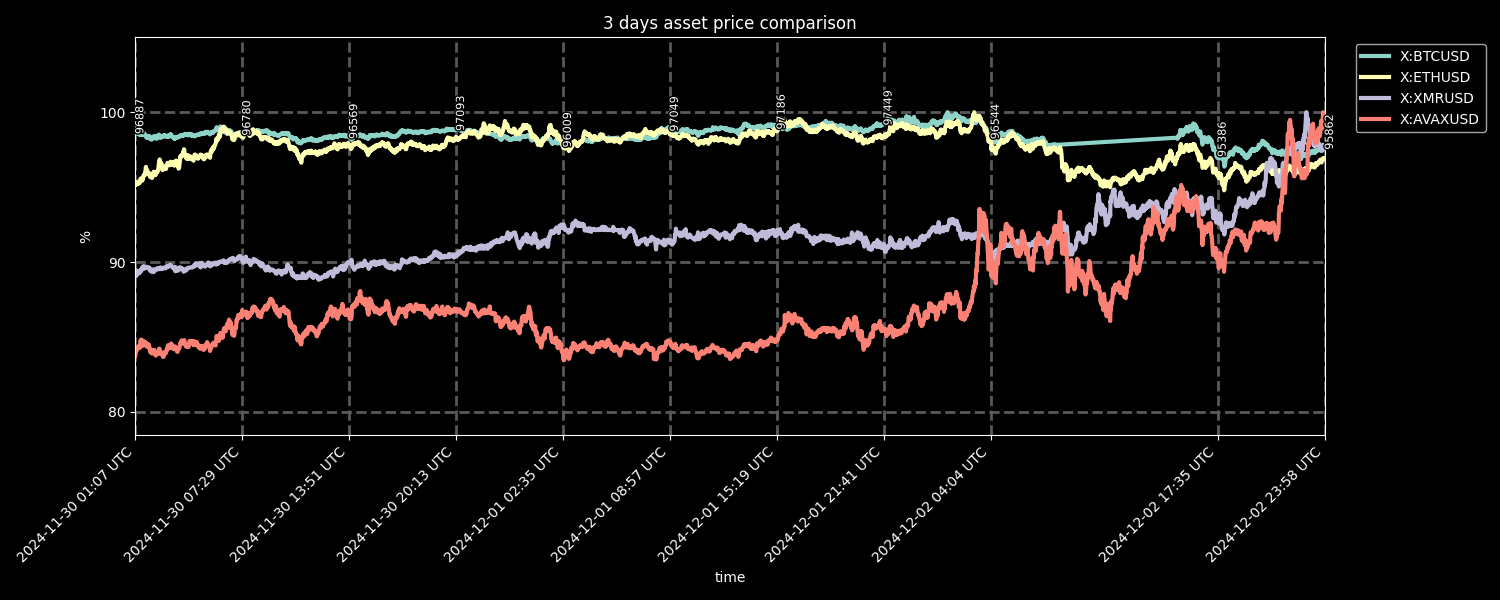 3 days asset price comparison
X:BTCUSD
X:ETHUSD
X:XMRUSD
X:AVAXUSD
100
90
80
%
96887
96780
96569
97093
96009
97049
97186
97449
96544
95386
95862
2024-11-30 01:07 UTC
2024-11-30 07:29 UTC
2024-11-30 13:51 UTC
2024-11-30 20:13 UTC
2024-12-01 02:35 UTC
2024-12-01 08:57 UTC
2024-12-01 15:19 UTC
2024-12-01 21:41 UTC
2024-12-02 04:04 UTC
2024-12-02 17:35 UTC
2024-12-02 23:58 UTC
time